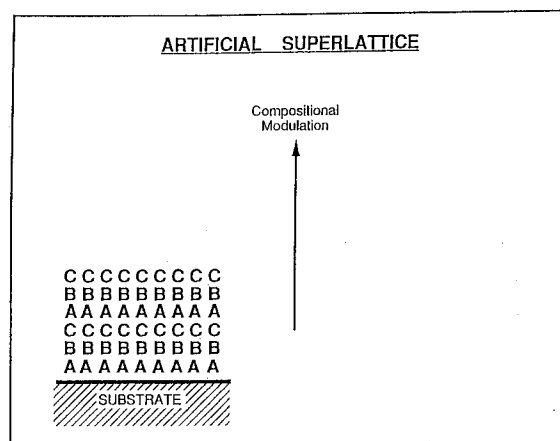 ARTIFICIAL SUPERLATTICE
Compositional
Modulation
C C C C C C C C C
B B B B B B B B B
A A A A A A A A A
C C C C C C C C C
B B B B B B B B B
A A A A A A A A A
SUBSTRATE